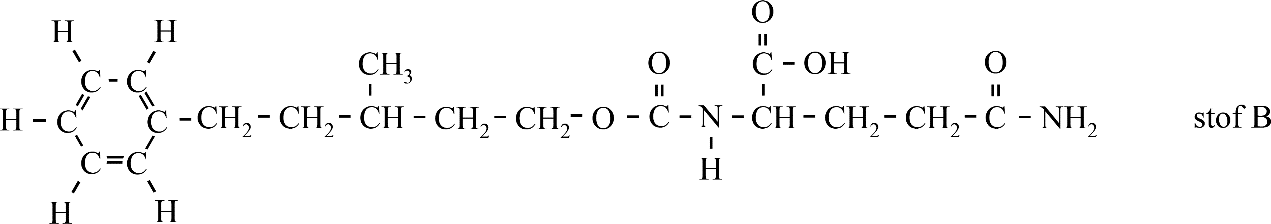 O
H H
CH₃ O C – OH O
C – C
H – C C – CH₂ – CH₂ – CH – CH₂ – CH₂ – O – C – N – CH – CH₂ – CH₂ – C – NH₂ stof B
C = C H
H H